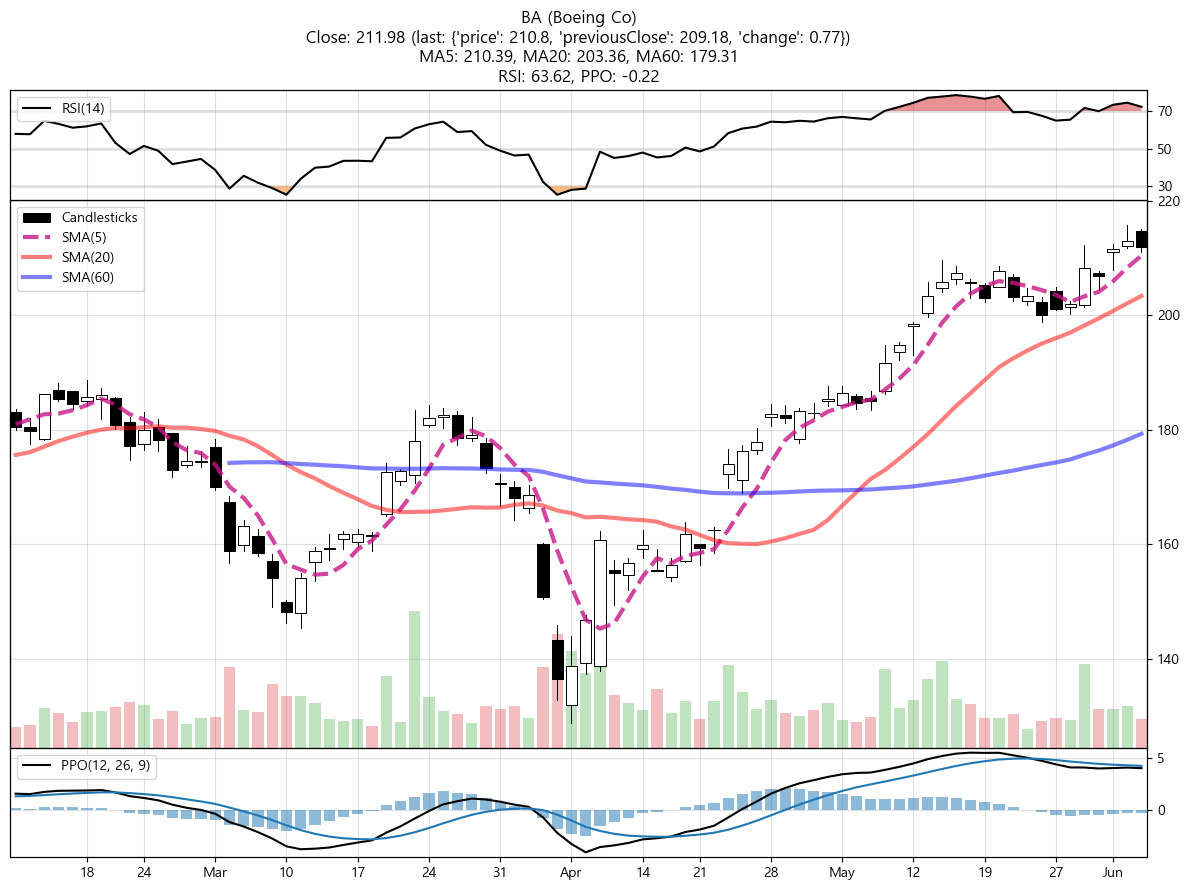 BA (Boeing Co)
Close: 211.98 (last: {'price': 210.8, 'previousClose': 209.18, 'change': 0.77})
MA5: 210.39, MA20: 203.36, MA60: 179.31
RSI: 63.62, PPO: -0.22
RSI(14)
70
50
30
220
Candlesticks
SMA(5)
SMA(20)
SMA(60)
200
180
160
140
PPO(12, 26, 9)
5
0
18 24 Mar 10 17 24 31 Apr 14 21 28 May 12 19 27 Jun